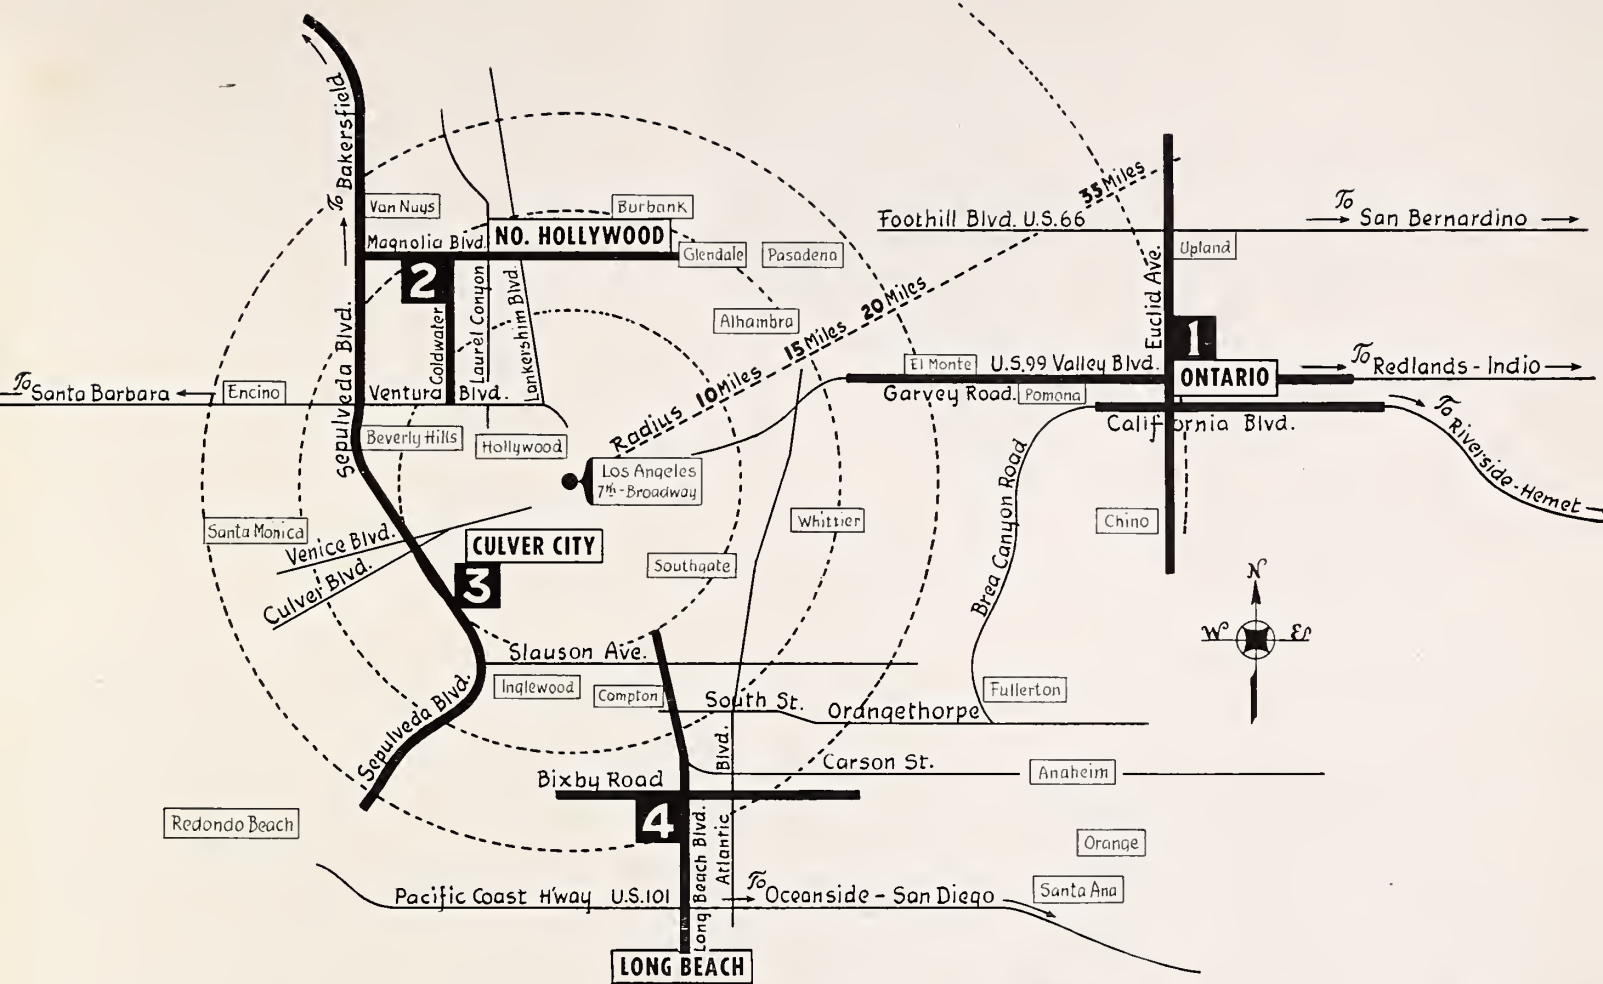 To Bakersfield
Van Nuys
Burbank
Magnolia Blvd.
NO. HOLLYWOOD
Glendale
Pasadena
2
Sepulveda Blvd.
Coldwater
Laurel Canyon
Lankershim Blvd.
Alhambra
To Santa Barbara
Encino
Ventura Blvd.
Beverly Hills
Hollywood
Radius 10 Miles 15 Miles 20 Miles 35 Miles
Los Angeles
7th-Broadway
Foothill Blvd. U.S.66
To San Bernardino
Upland
Euclid Ave.
1
El Monte
U.S.99 Valley Blvd.
ONTARIO
To Redlands - Indio
Garvey Road
Pomona
California Blvd.
To Riverside-Hemet
Brea Canyon Road
Chino
Santa Monica
Venice Blvd.
Culver Blvd.
CULVER CITY
3
Whittier
Southgate
N
W
E
Slauson Ave.
Inglewood
Compton
South St.
Orangethorpe
Fullerton
Sepulveda Blvd.
Carson St.
Anaheim
Bixby Road
4
Redondo Beach
Orange
Long Beach Blvd.
Atlantic Blvd.
Pacific Coast H'way U.S.101
To Oceanside - San Diego
Santa Ana
LONG BEACH